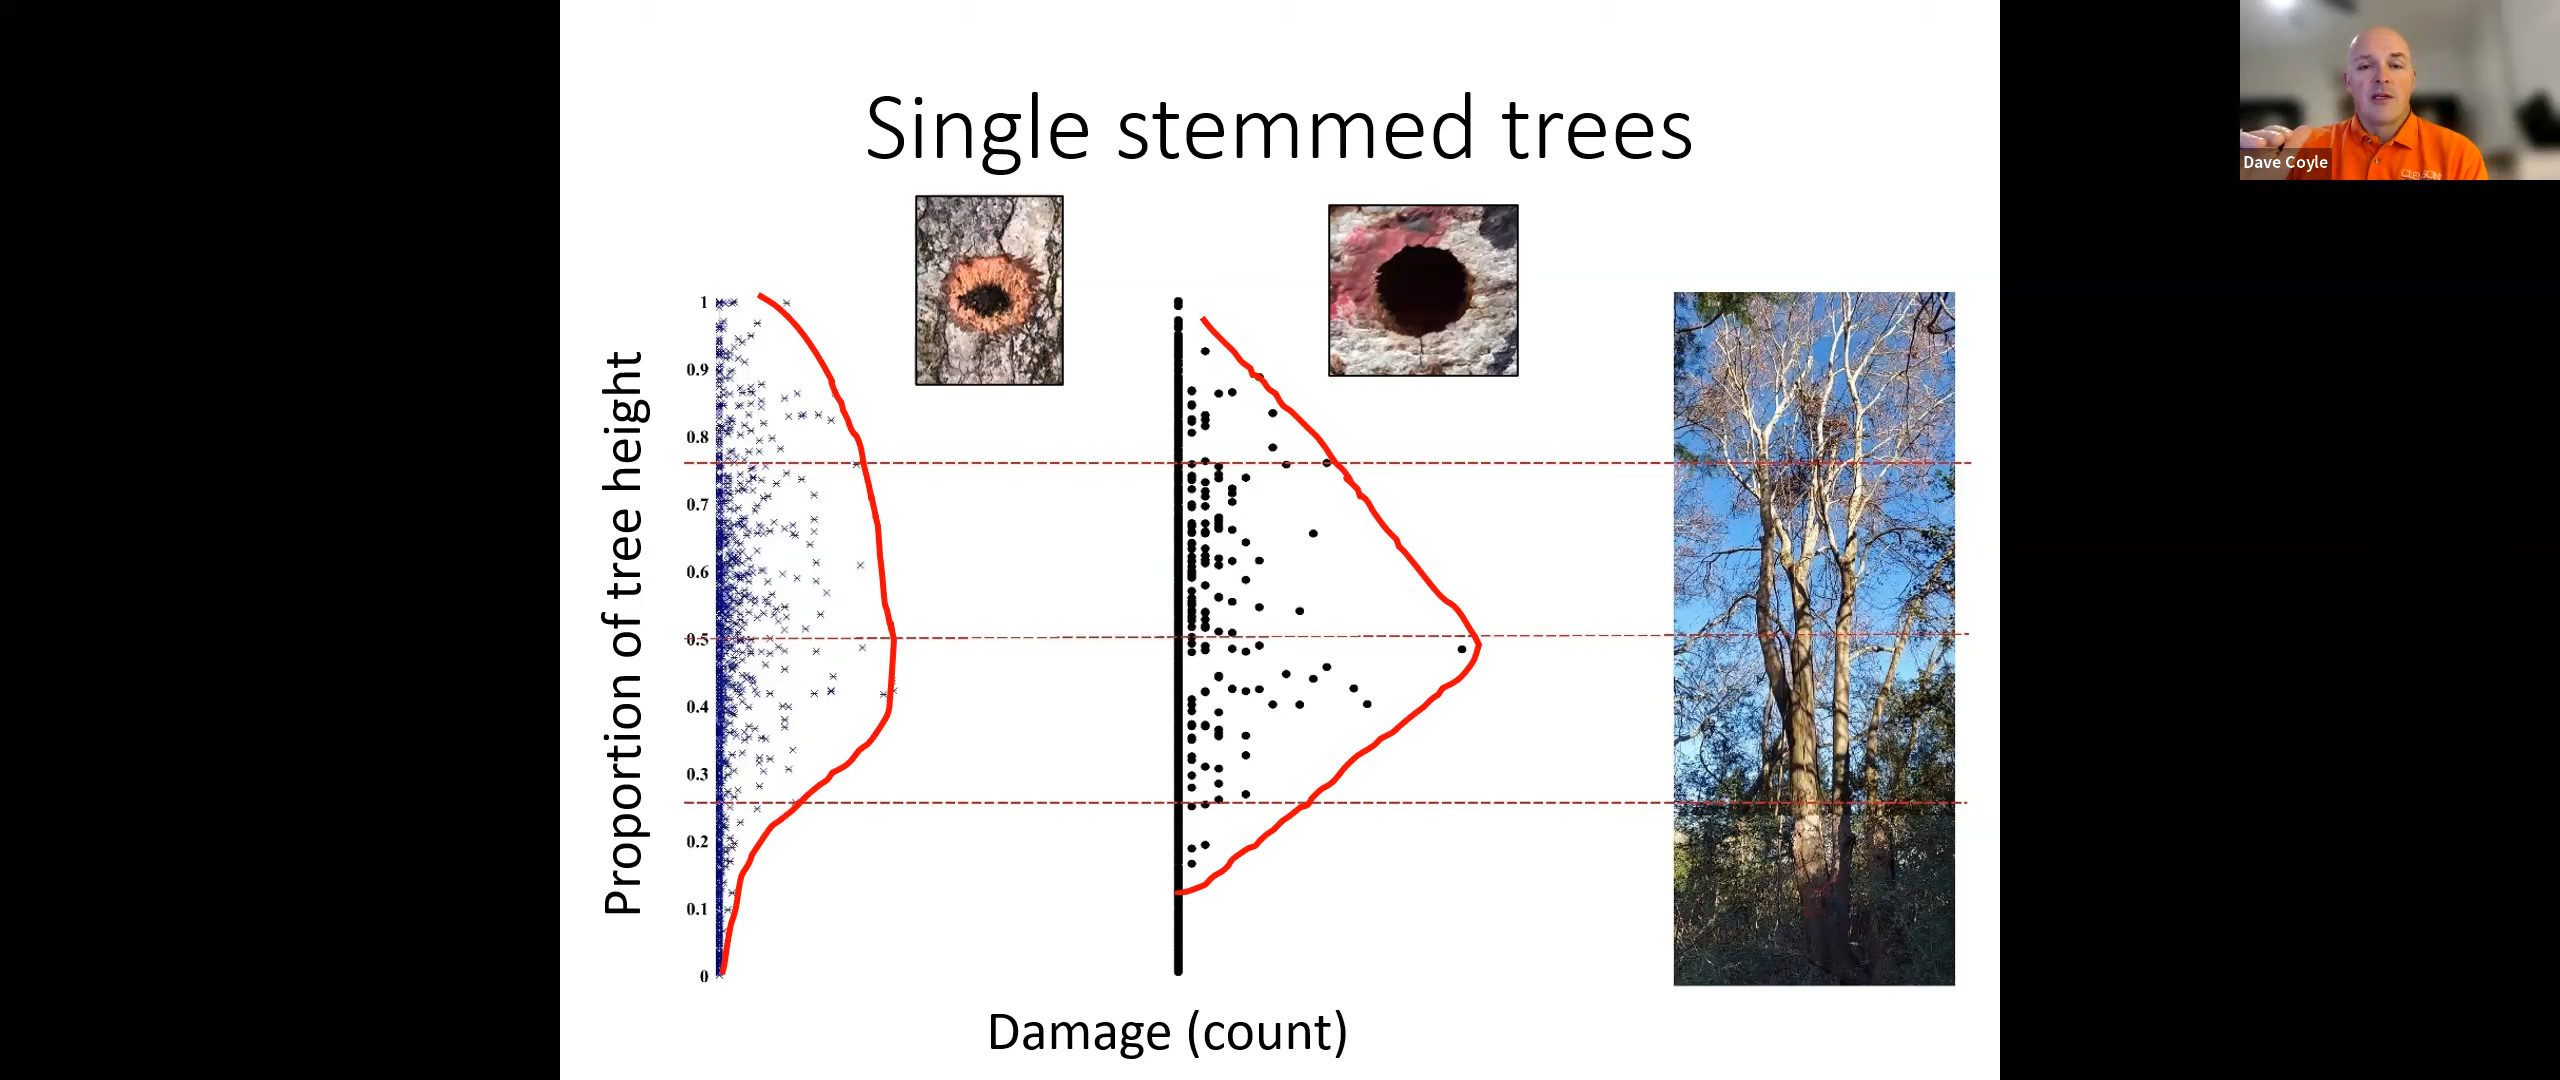 Single stemmed trees
Dave Coyle
CLEMSON
Proportion of tree height
1
0.9
0.8
0.7
0.6
0.5
0.4
0.3
0.2
0.1
0
Damage (count)